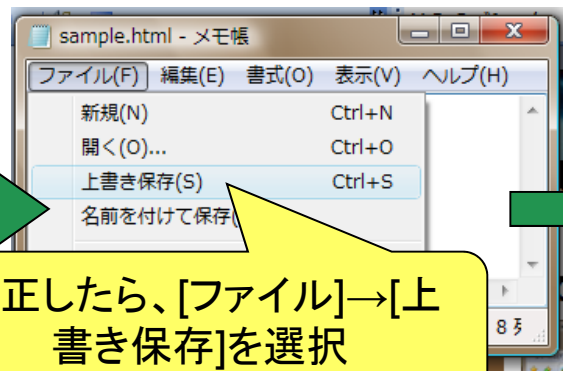 sample.html - メモ帳
ファイル(F) 編集(E) 書式(O) 表示(V) ヘルプ(H)
新規(N) Ctrl+N
開く(O)... Ctrl+O
上書き保存(S) Ctrl+S
名前を付けて保存(
正したら、[ファイル]→[上
書き保存]を選択
8